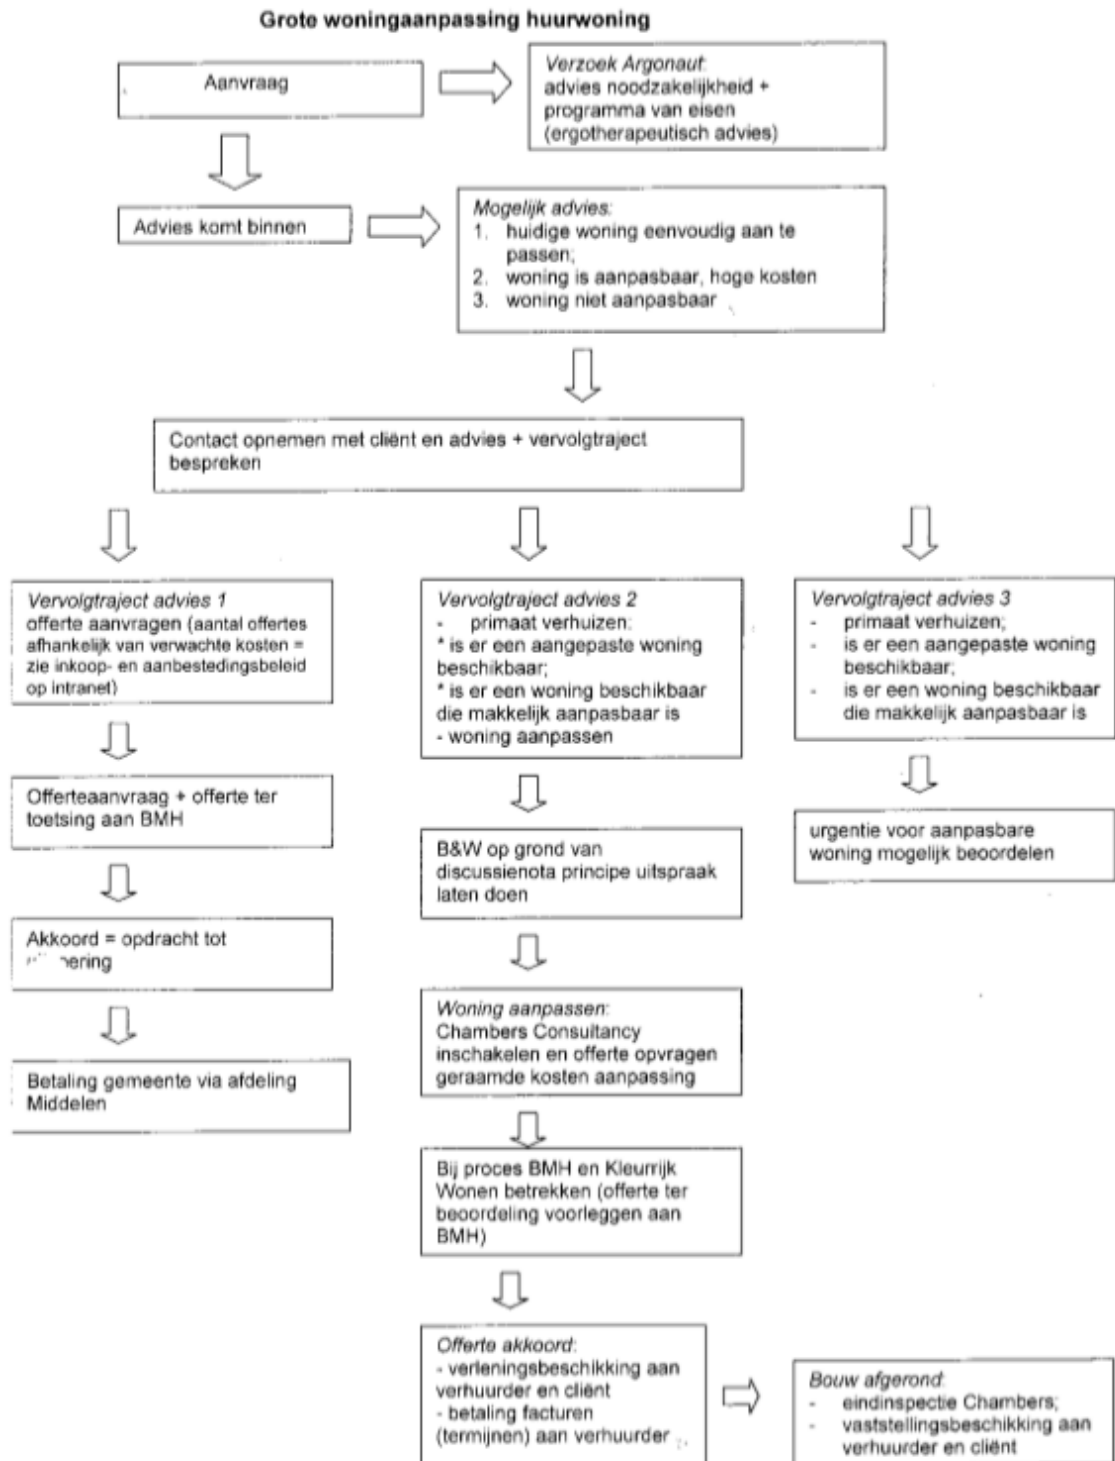 Grote woningaanpassing huurwoning
Aanvraag
Verzoek Argonaut:
advies noodzakelijkheid +
programma van eisen
(ergotherapeutisch advies)
Advies komt binnen
Mogelijk advies:
1. huidige woning eenvoudig aan te
passen;
2. woning is aanpasbaar, hoge kosten
3. woning niet aanpasbaar
Contact opnemen met cliënt en advies + vervolgtraject
bespreken
Vervolgtraject advies 1
offerte aanvragen (aantal offertes
afhankelijk van verwachte kosten =
zie inkoop- en aanbestedingsbeleid
op intranet)
Offerteaanvraag + offerte ter
toetsing aan BMH
Akkoord = opdracht tot
Betaling gemeente via afdeling
Middelen
Vervolgtraject advies 2
- primaat verhuizen:
* is er een aangepaste woning
beschikbaar;
* is er een woning beschikbaar
die makkelijk aanpasbaar is
- woning aanpassen
B&W op grond van
discussienota principe uitspraak
laten doen
Woning aanpassen:
Chambers Consultancy
inschakelen en offerte opvragen
geraamde kosten aanpassing
Bij proces BMH en Kleurrijk
Wonen betrekken (offerte ter
beoordeling voorleggen aan
BMH)
Offerte akkoord:
- verleningsbeschikking aan
verhuurder en cliënt
- betaling facturen
(termijnen) aan verhuurder
Vervolgtraject advies 3
- primaat verhuizen;
- is er een aangepaste woning
beschikbaar;
- is er een woning beschikbaar
die makkelijk aanpasbaar is
urgentie voor aanpasbare
woning mogelijk beoordelen
Bouw afgerond:
- eindinspectie Chambers;
- vaststellingsbeschikking aan
verhuurder en cliënt